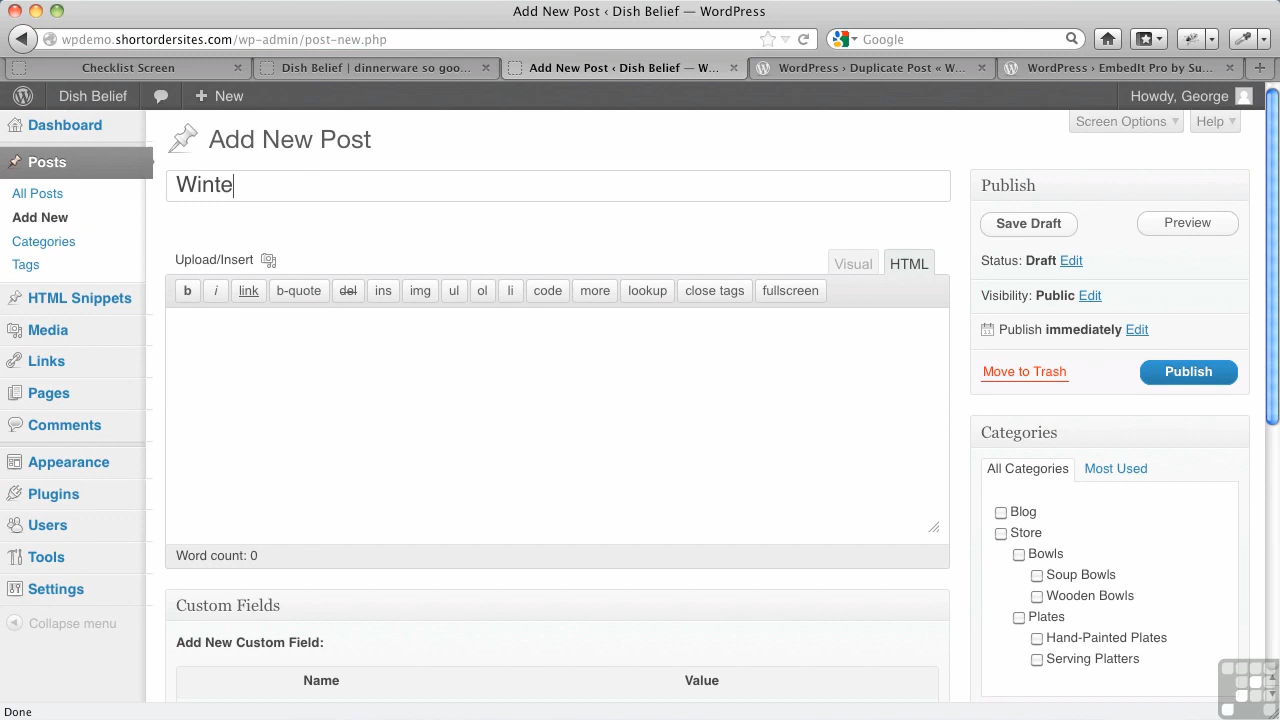 Add New Post ‹ Dish Belief — WordPress
wpdemo.shortordersites.com/wp-admin/post-new.php
Google
Checklist Screen
Dish Belief | dinnerware so goo...
Add New Post ‹ Dish Belief — W...
WordPress › Duplicate Post « W...
WordPress › EmbedIt Pro by Su...
Dish Belief
+ New
Howdy, George
Dashboard
Posts
All Posts
Add New
Categories
Tags
HTML Snippets
Media
Links
Pages
Comments
Appearance
Plugins
Users
Tools
Settings
Collapse menu
Screen Options
Help
Add New Post
Winte
Upload/Insert
Visual
HTML
b
i
link
b-quote
del
ins
img
ul
ol
li
code
more
lookup
close tags
fullscreen
Word count: 0
Custom Fields
Add New Custom Field:
Name
Value
Publish
Save Draft
Preview
Status: Draft Edit
Visibility: Public Edit
Publish immediately Edit
Move to Trash
Publish
Categories
All Categories
Most Used
Blog
Store
Bowls
Soup Bowls
Wooden Bowls
Plates
Hand-Painted Plates
Serving Platters
Done